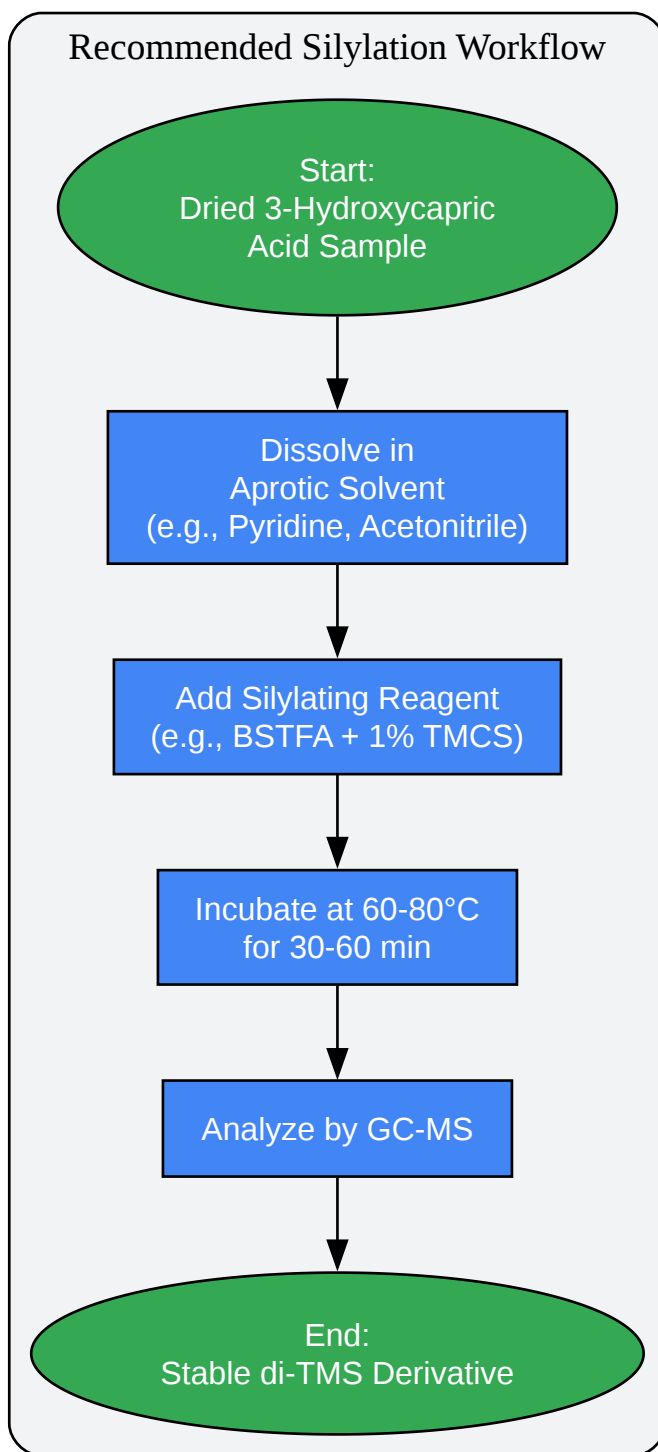 Recommended Silylation Workflow
Start:
Dried 3-Hydroxycapric
Acid Sample
Dissolve in
Aprotic Solvent
(e.g., Pyridine, Acetonitrile)
Add Silylating Reagent
(e.g., BSTFA + 1% TMCS)
Incubate at 60-80°C
for 30-60 min
Analyze by GC-MS
End:
Stable di-TMS Derivative